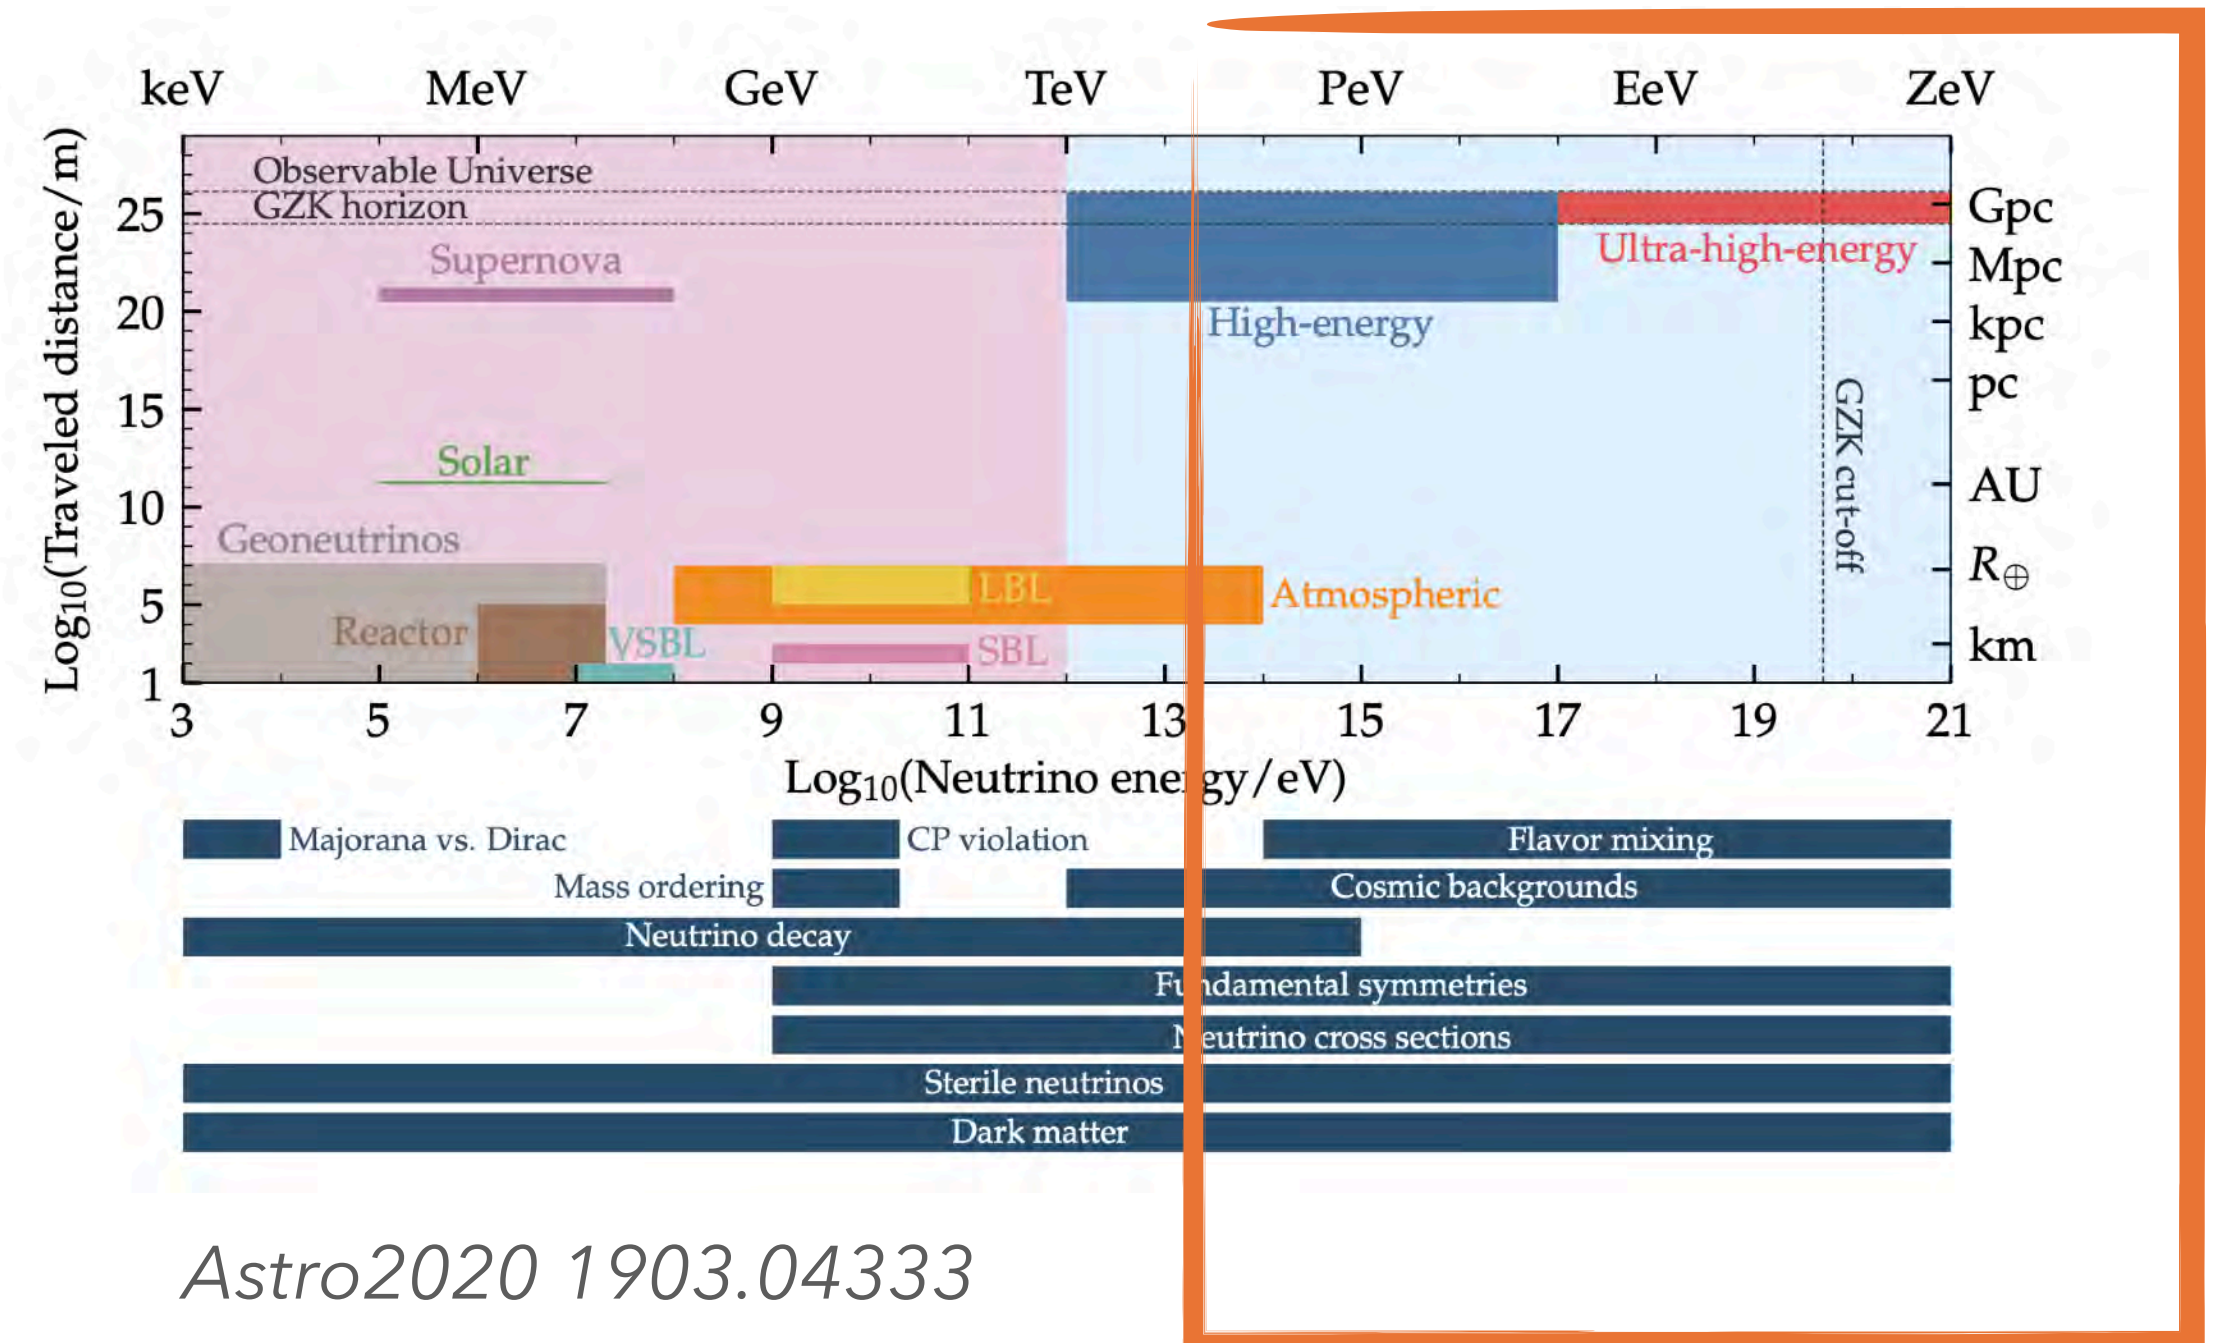 keV MeV GeV TeV PeV EeV ZeV
Log10(Traveled distance/m)
Observable Universe
GZK horizon
25
Gpc
Ultra-high-energy
Supernova
Mpc
20
High-energy
kpc
15
pc
GZK cut-off
Solar
10
AU
Geoneutrinos
5
LBL
Atmospheric
R⊕
Reactor
VSBL
SBL
km
1
3 5 7 9 11 13 15 17 19 21
Log10(Neutrino energy/eV)
Majorana vs. Dirac
CP violation
Flavor mixing
Mass ordering
Cosmic backgrounds
Neutrino decay
Fundamental symmetries
Neutrino cross sections
Sterile neutrinos
Dark matter
Astro2020 1903.04333